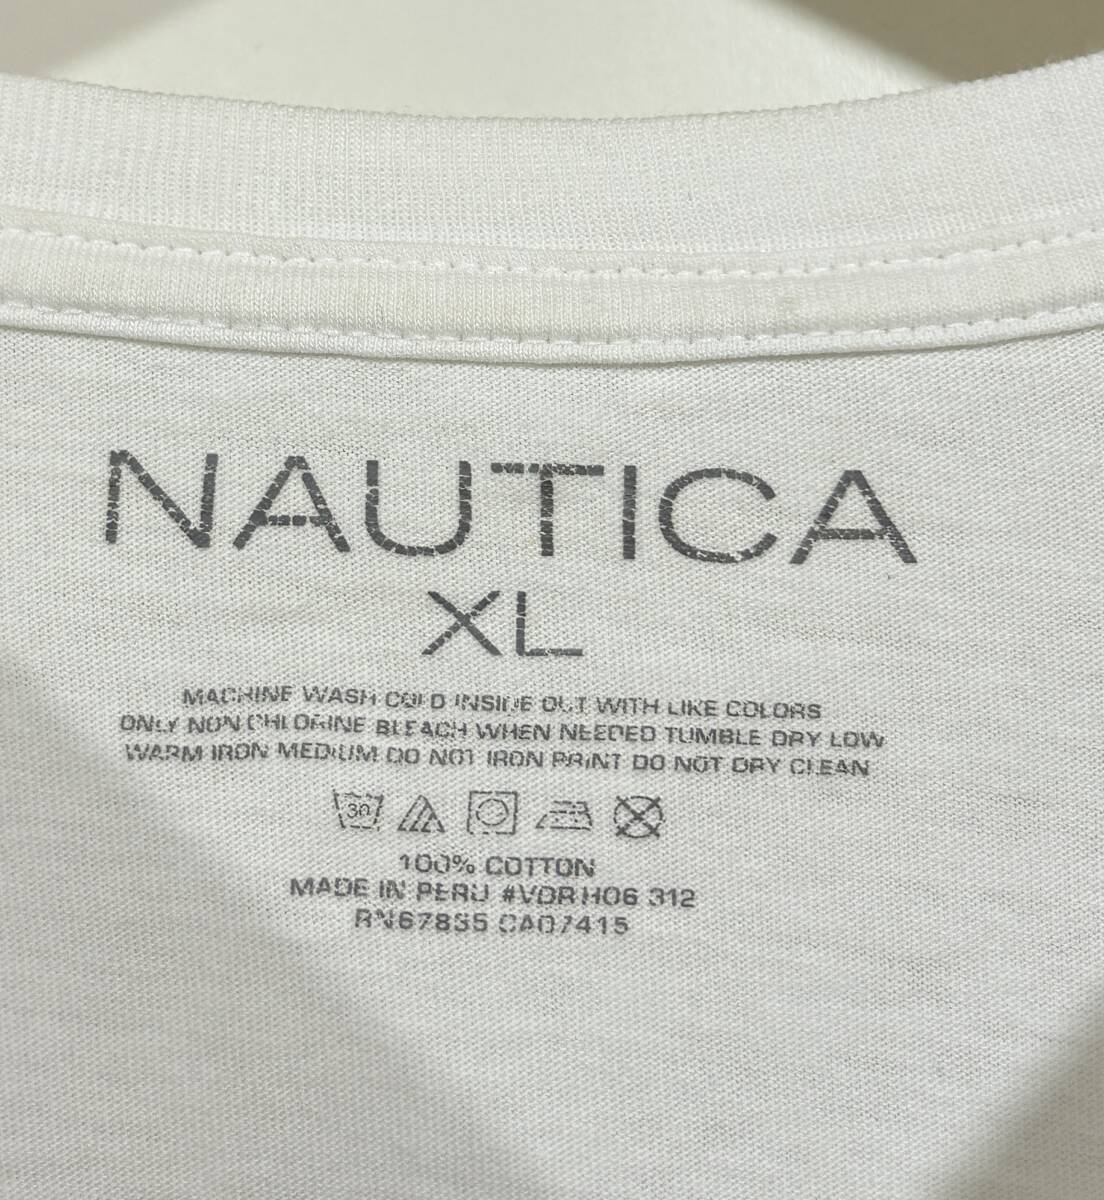 NAUTICA
XL
MACHINE WASH COLD INSIDE OUT WITH LIKE COLORS
ONLY NON CHLORINE BLEACH WHEN NEEDED TUMBLE DRY LOW
WARM IRON MEDIUM DO NOT IRON PRINT DO NOT DRY CLEAN
30
100% COTTON
MADE IN PERU #VDRH06 312
RN67855 CA07415